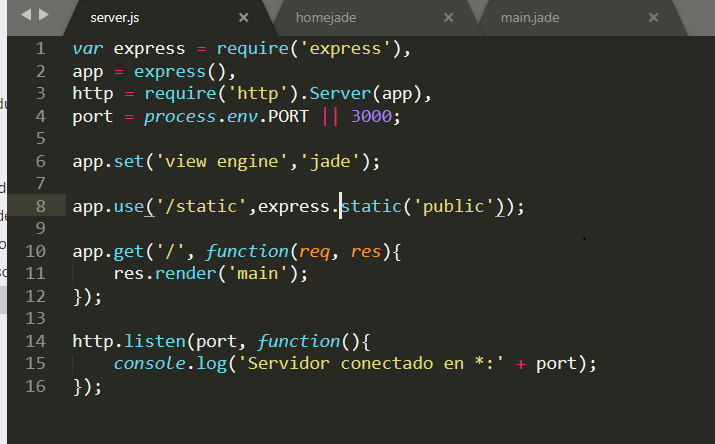 server.js homejade main.jade
1 var express = require('express'),
2 app = express(),
3 http = require('http').Server(app),
4 port = process.env.PORT || 3000;
5
6 app.set('view engine','jade');
7
8 app.use('/static',express.static('public'));
9
10 app.get('/', function(req, res){
11 res.render('main');
12 });
13
14 http.listen(port, function(){
15 console.log('Servidor conectado en *:' + port);
16 });